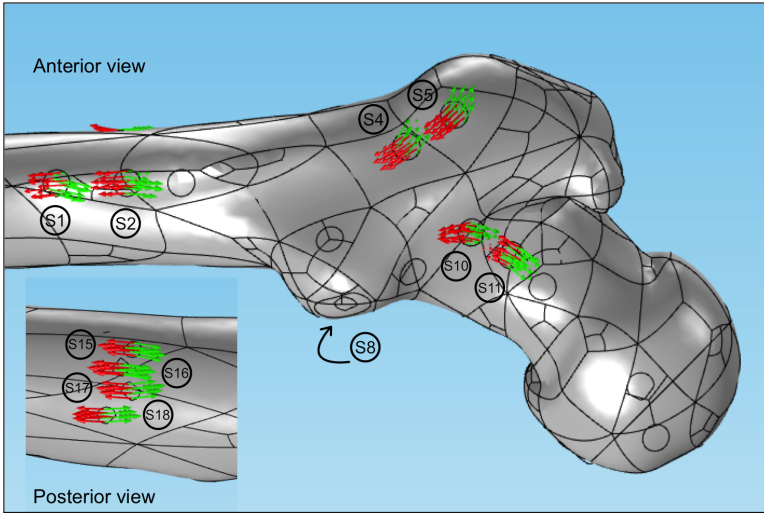 Anterior view
S5
S4
S1
S2
S10
S11
S8
S15
S16
S17
S18
Posterior view